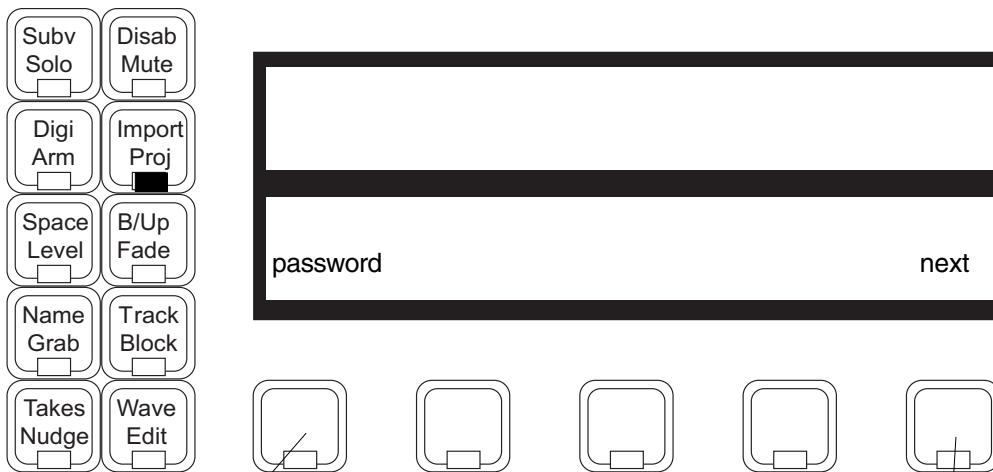 Subv
Solo
Disab
Mute
Digi
Arm
Import
Proj
Space
Level
B/Up
Fade
Name
Grab
Track
Block
Takes
Nudge
Wave
Edit
password
next